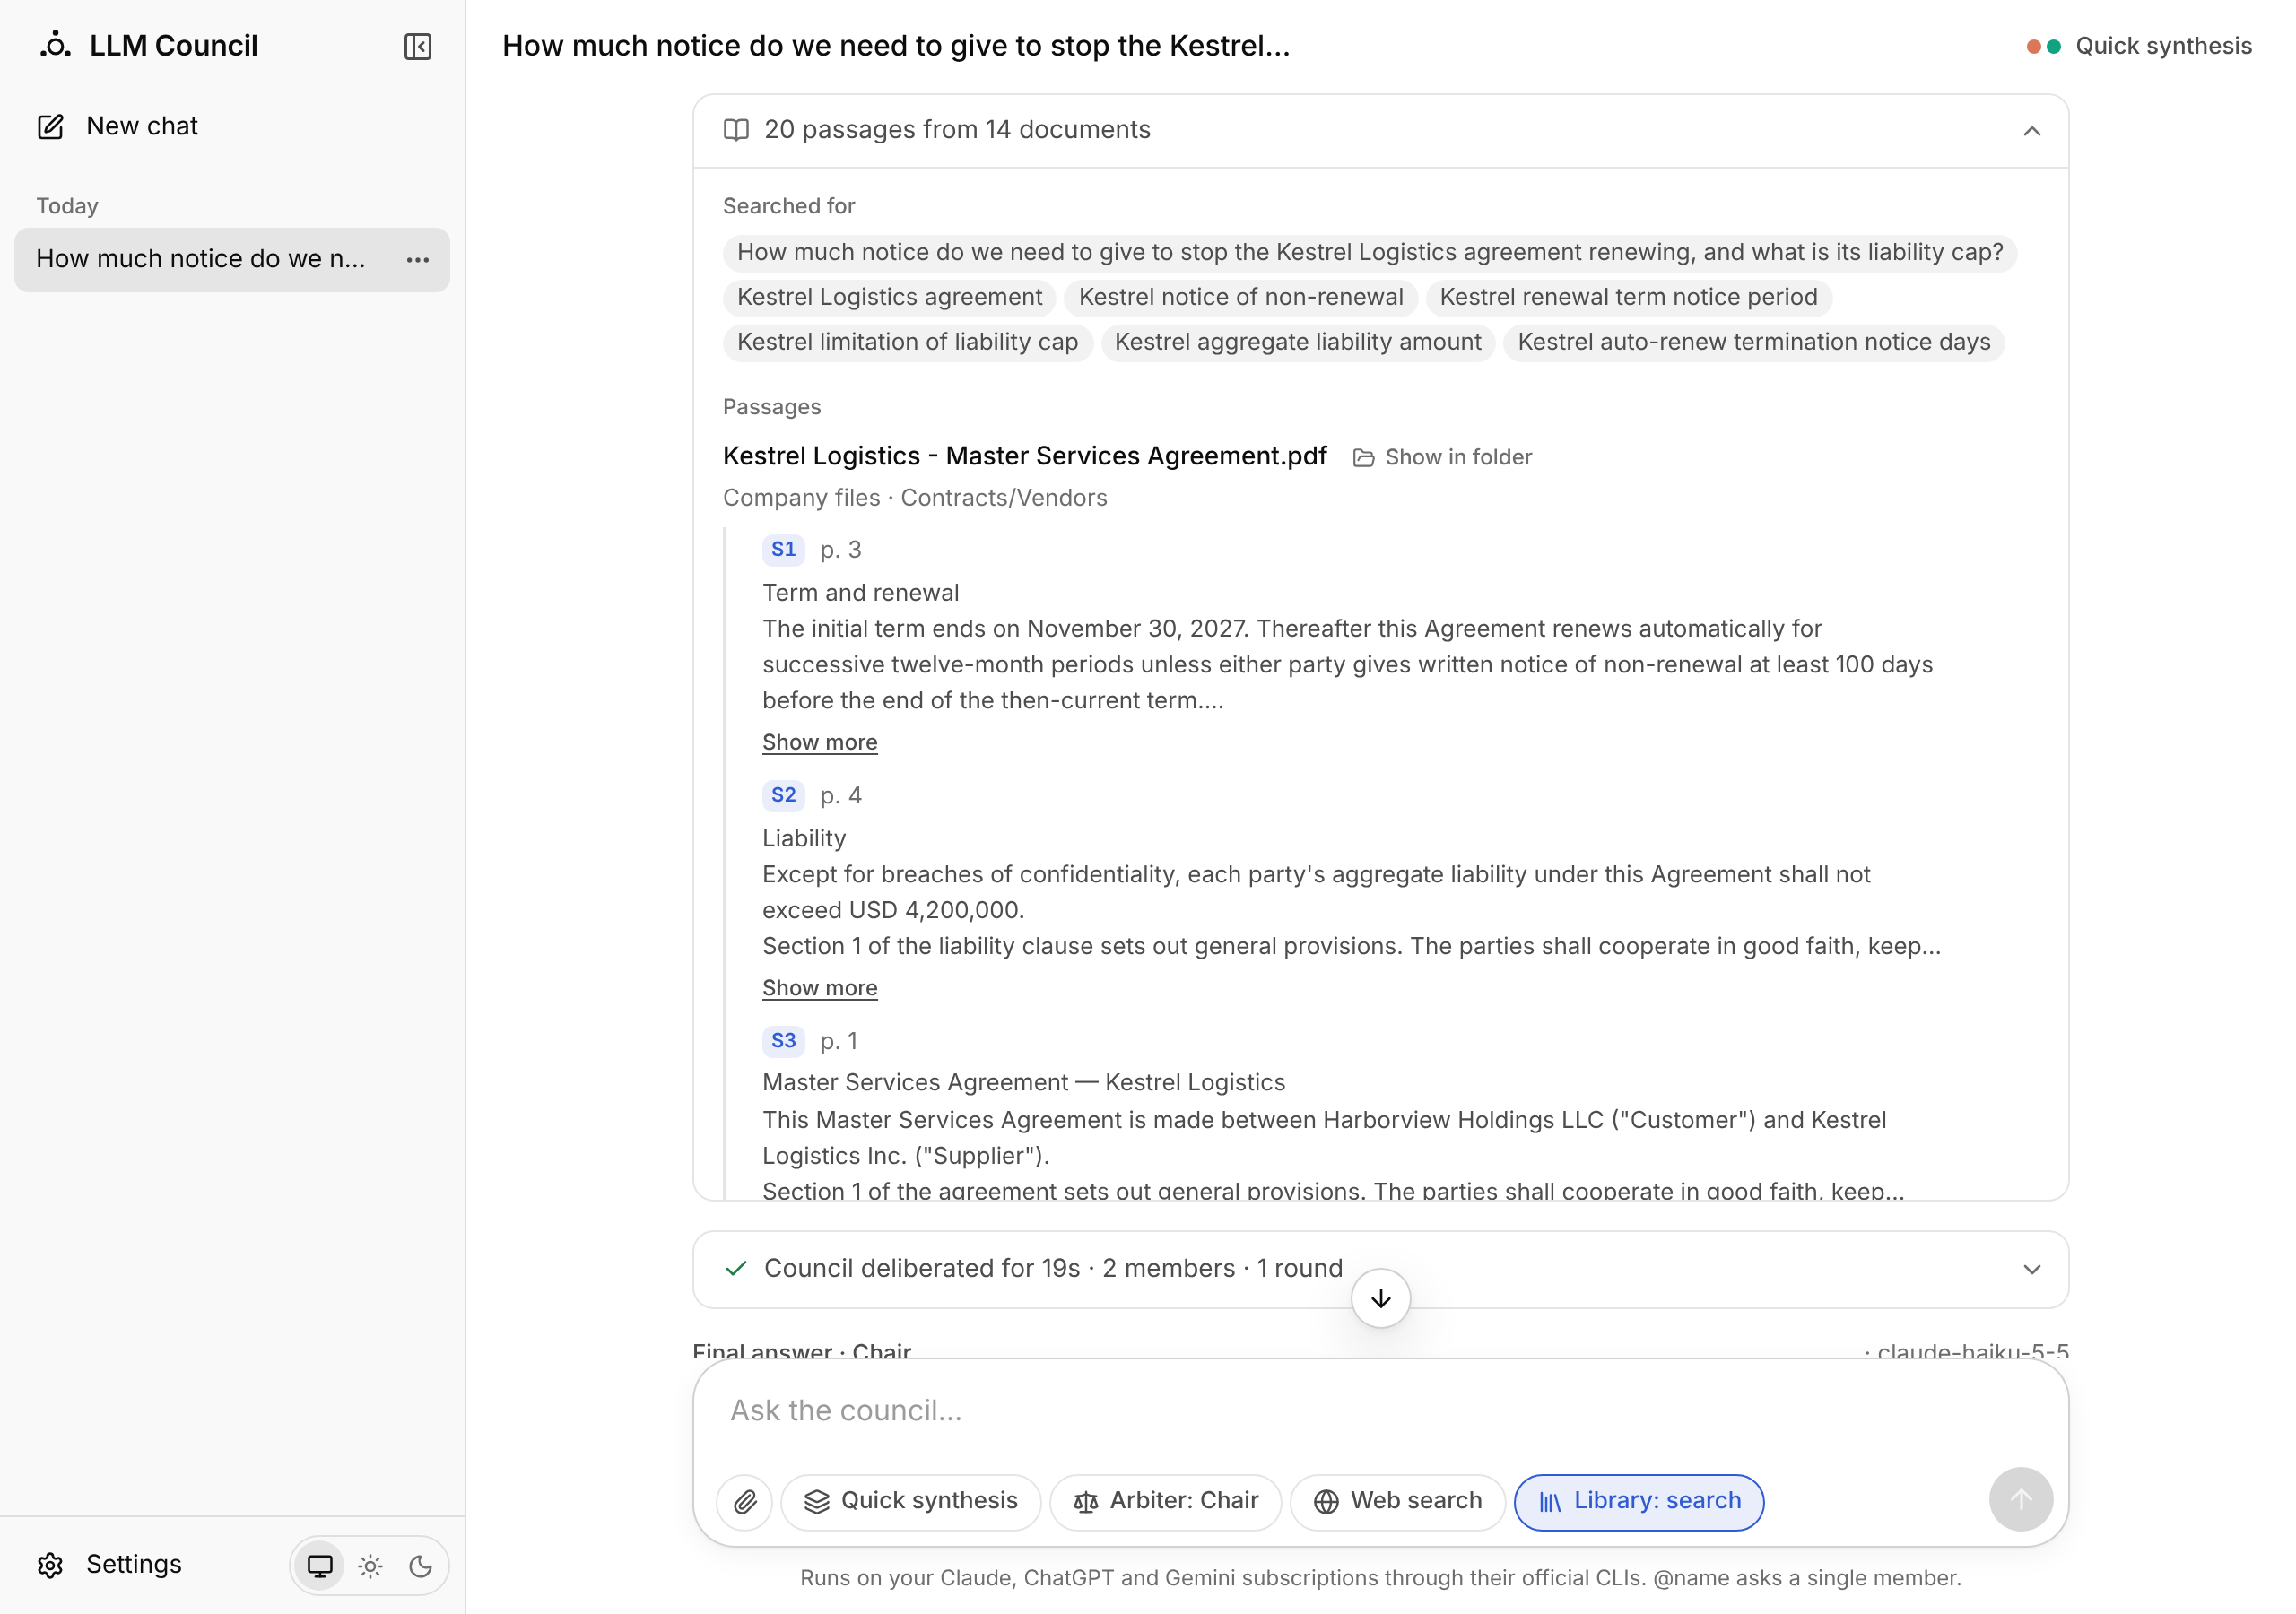 LLM Council
New chat
Today
How much notice do we n...
Settings
How much notice do we need to give to stop the Kestrel...
Quick synthesis
20 passages from 14 documents
Searched for
How much notice do we need to give to stop the Kestrel Logistics agreement renewing, and what is its liability cap?
Kestrel Logistics agreement
Kestrel notice of non-renewal
Kestrel renewal term notice period
Kestrel limitation of liability cap
Kestrel aggregate liability amount
Kestrel auto-renew termination notice days
Passages
Kestrel Logistics - Master Services Agreement.pdf
Show in folder
Company files · Contracts/Vendors
S1 p. 3
Term and renewal
The initial term ends on November 30, 2027. Thereafter this Agreement renews automatically for
successive twelve-month periods unless either party gives written notice of non-renewal at least 100 days
before the end of the then-current term....
Show more
S2 p. 4
Liability
Except for breaches of confidentiality, each party's aggregate liability under this Agreement shall not
exceed USD 4,200,000.
Section 1 of the liability clause sets out general provisions. The parties shall cooperate in good faith, keep...
Show more
S3 p. 1
Master Services Agreement — Kestrel Logistics
This Master Services Agreement is made between Harborview Holdings LLC ("Customer") and Kestrel
Logistics Inc. ("Supplier").
Section 1 of the agreement sets out general provisions. The parties shall cooperate in good faith, keep...
Council deliberated for 19s · 2 members · 1 round
Final answer · Chair
· claude-haiku-5-5
Ask the council...
Quick synthesis
Arbiter: Chair
Web search
Library: search
Runs on your Claude, ChatGPT and Gemini subscriptions through their official CLIs. @name asks a single member.